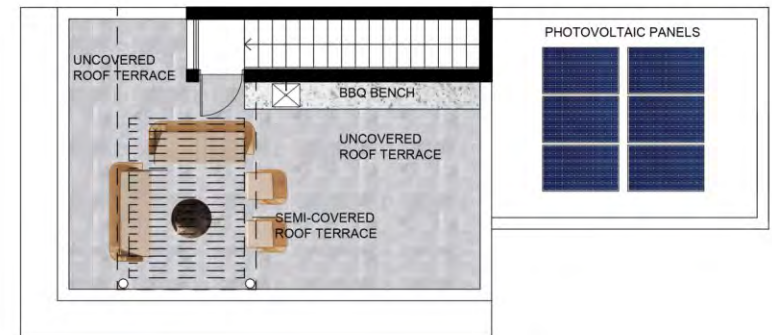 PHOTOVOLTAIC PANELS
UNCOVERED
ROOF TERRACE
BBQ BENCH
UNCOVERED
ROOF TERRACE
SEMI-COVERED
ROOF TERRACE